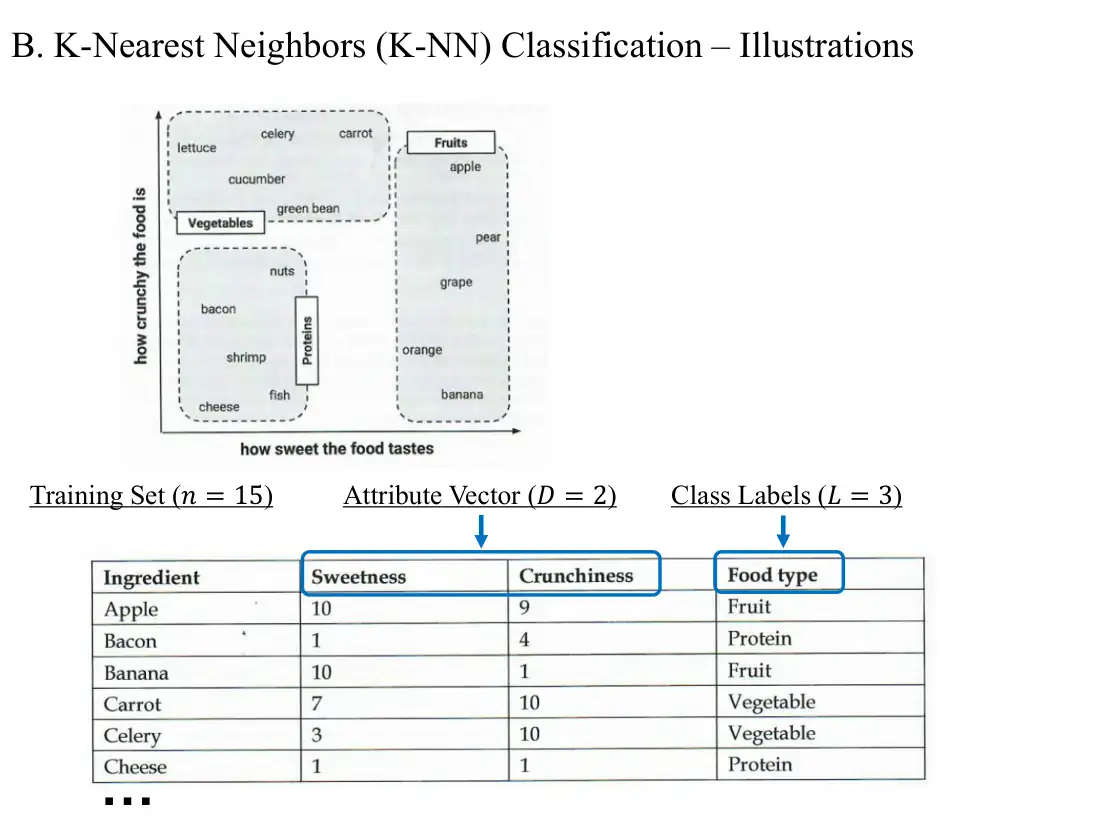 B. K-Nearest Neighbors (K-NN) Classification – Illustrations
how crunchy the food is
lettuce
celery
carrot
cucumber
green bean
Vegetables
Fruits
apple
pear
grape
orange
banana
nuts
bacon
shrimp
fish
cheese
Proteins
how sweet the food tastes
Training Set (n = 15) Attribute Vector (D = 2) Class Labels (L = 3)
Ingredient Sweetness Crunchiness Food type
Apple 10 9 Fruit
Bacon 1 4 Protein
Banana 10 1 Fruit
Carrot 7 10 Vegetable
Celery 3 10 Vegetable
Cheese 1 1 Protein
...